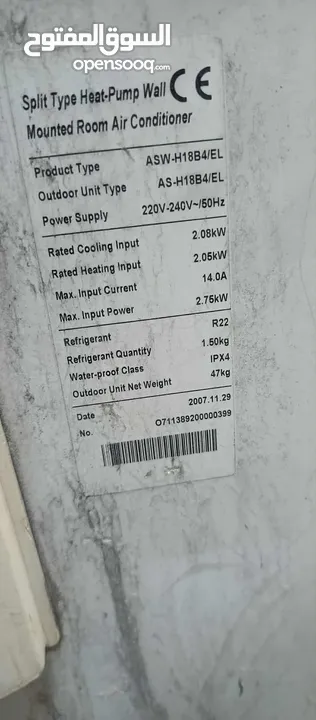 السوق المفتوح
opensooq.com
Split Type Heat-Pump Wall CE
Mounted Room Air Conditioner
Product Type ASW-H18B4/EL
Outdoor Unit Type AS-H18B4/EL
Power Supply 220V-240V~/50Hz
Rated Cooling Input 2.08kW
Rated Heating Input 2.05kW
Max. Input Current 14.0A
Max. Input Power 2.75kW
Refrigerant R22
Refrigerant Quantity 1.50kg
Water-proof Class IPX4
Outdoor Unit Net Weight 47kg
Date 2007.11.29
No. O711389200000399